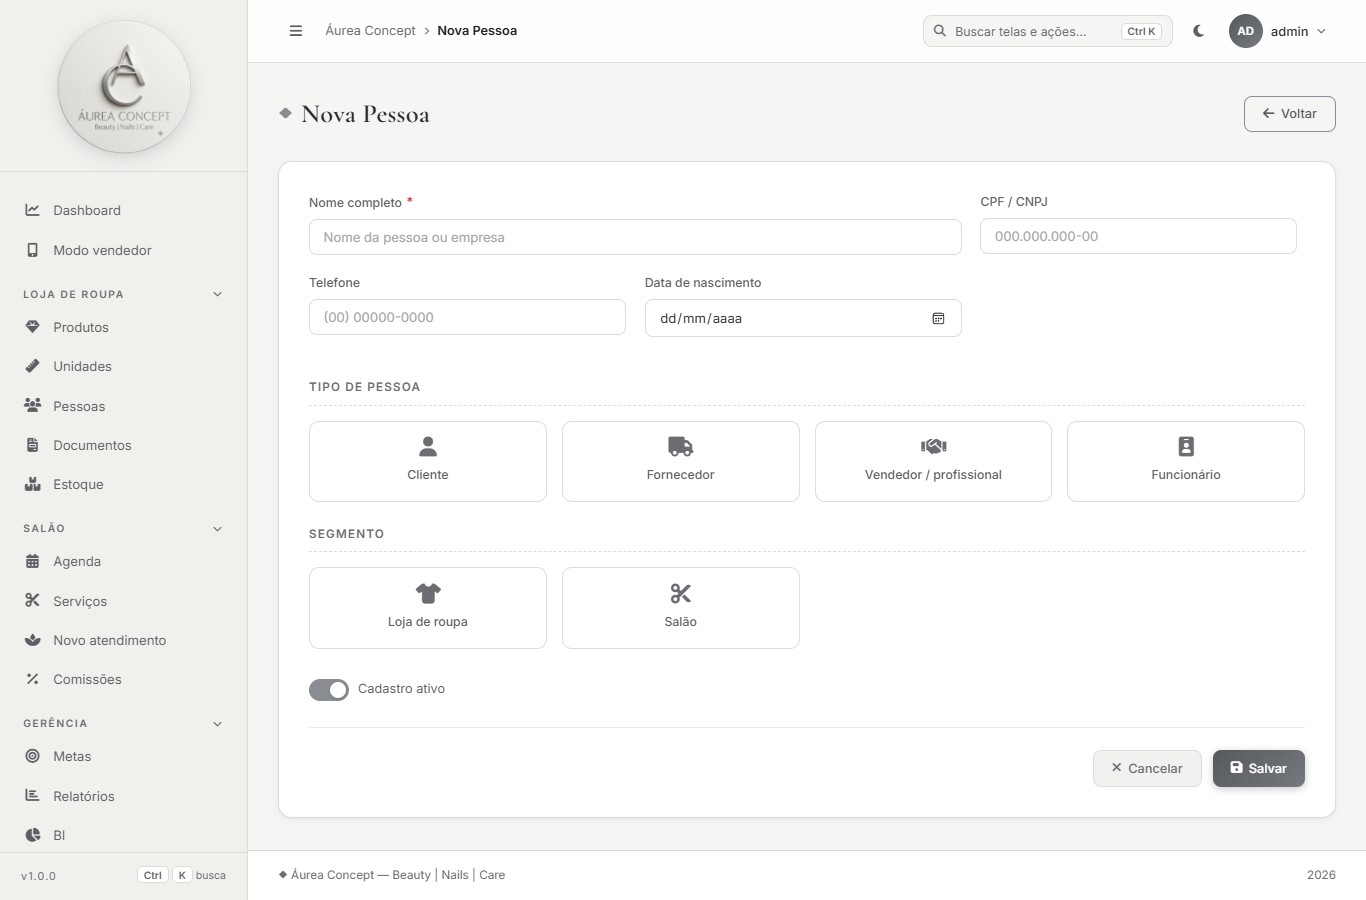 ÁUREA CONCEPT
Beauty | Nails | Care
Dashboard
Modo vendedor
LOJA DE ROUPA
Produtos
Unidades
Pessoas
Documentos
Estoque
SALÃO
Agenda
Serviços
Novo atendimento
Comissões
GERÊNCIA
Metas
Relatórios
BI
v1.0.0 Ctrl K busca
Áurea Concept › Nova Pessoa
Buscar telas e ações... Ctrl K
AD admin
Nova Pessoa
Voltar
Nome completo *
Nome da pessoa ou empresa
CPF / CNPJ
000.000.000-00
Telefone
(00) 00000-0000
Data de nascimento
dd/mm/aaaa
TIPO DE PESSOA
Cliente
Fornecedor
Vendedor / profissional
Funcionário
SEGMENTO
Loja de roupa
Salão
Cadastro ativo
Cancelar
Salvar
Áurea Concept — Beauty | Nails | Care
2026